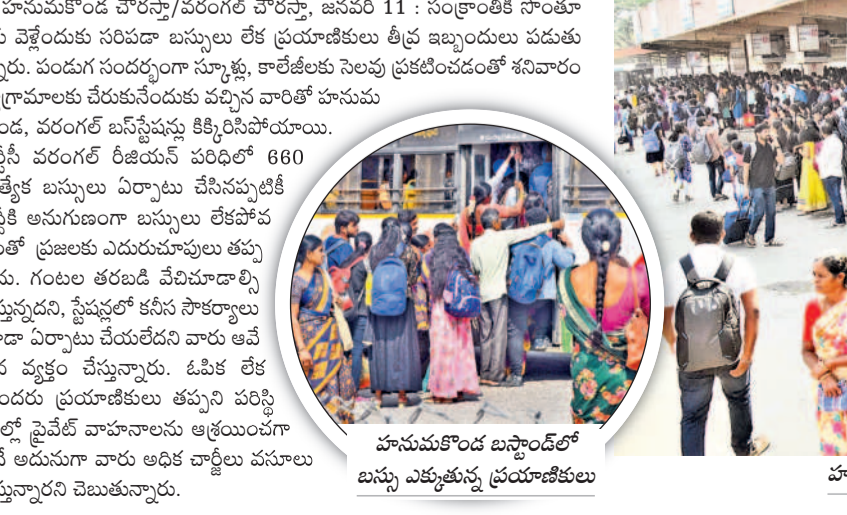 హనుమకొండ చౌరస్తా/వరంగల్ చౌరస్తా, జనవరి 11 : సంక్రాంతికి సొంతూ
వెళ్లేందుకు సరిపడా బస్సులు లేక ప్రయాణికులు తీవ్ర ఇబ్బందులు పడుతు
న్నారు. పండుగ సందర్భంగా స్కూళ్లు, కాలేజీలకు సెలవు ప్రకటించడంతో శనివారం
గ్రామాలకు చేరుకునేందుకు వచ్చిన వారితో హనుమ
కొండ, వరంగల్ బస్‌స్టేషన్లు కిక్కిరిసిపోయాయి.
ఆర్టీసీ వరంగల్ రీజియన్ పరిధిలో 660
ప్రత్యేక బస్సులు ఏర్పాటు చేసినప్పటికీ
రద్దీకి అనుగుణంగా బస్సులు లేకపోవ
డంతో ప్రజలకు ఎదురుచూపులు తప్ప
గంటల తరబడి వేచిచూడాల్సి
వస్తున్నదని, స్టేషన్లలో కనీస సౌకర్యాలు
కూడా ఏర్పాటు చేయలేదని వారు ఆవే
దన వ్యక్తం చేస్తున్నారు. ఓపిక లేక
కొందరు ప్రయాణికులు తప్పని పరిస్థి
తుల్లో ప్రైవేట్ వాహనాలను ఆశ్రయించగా
ఇదే అదునుగా వారు అధిక చార్జీలు వసూలు
చేస్తున్నారని చెబుతున్నారు.
హనుమకొండ బస్టాండ్‌లో
బస్సు ఎక్కుతున్న ప్రయాణికులు